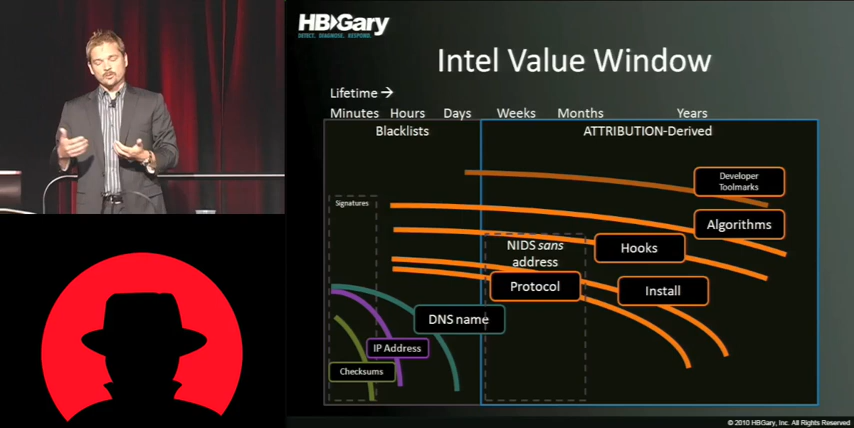 HBGary
DETECT. DIAGNOSE. RESPOND.
Intel Value Window
Lifetime →
Minutes Hours Days Weeks Months Years
Blacklists ATTRIBUTION-Derived
Developer
Toolmarks
Signatures
Algorithms
NIDS sans
address
Hooks
Protocol
Install
DNS name
IP Address
Checksums
© 2010 HBGary, Inc. All Rights Reserved